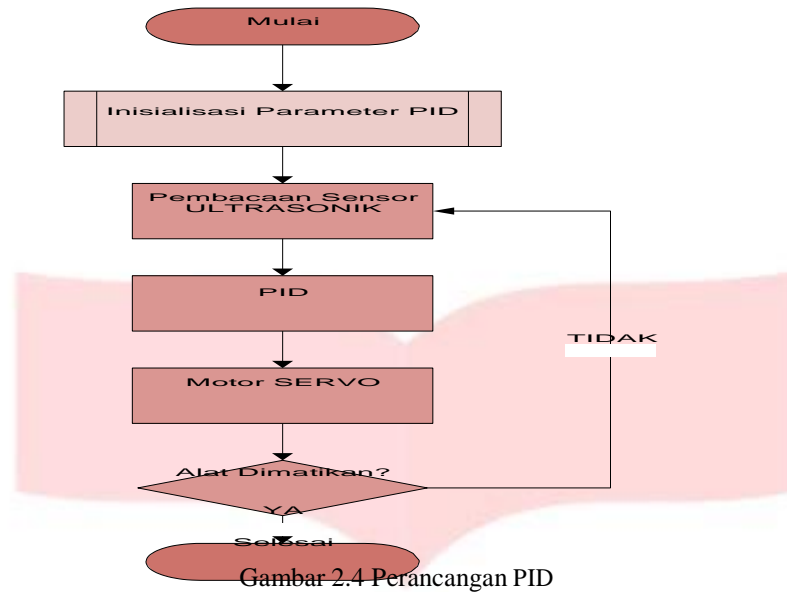 Mulai
Inisialisasi Parameter PID
Pembacaan Sensor
ULTRASONIK
PID
TIDAK
Motor SERVO
Alat Dimatikan?
YA
Selesai
Gambar 2.4 Perancangan PID